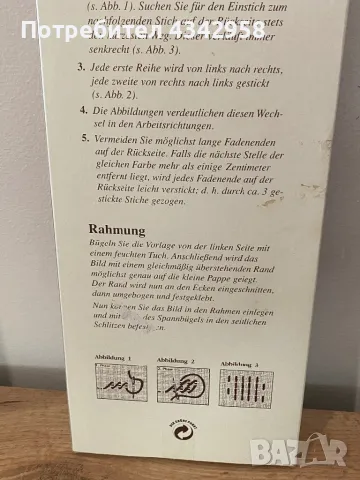 Потребител 4342958
(s. Abb. 1) Suchen Sie für den Einstich zum
nachfolgenden Stich auf der Rückseite stets
Weg. Dieser immer
senkrecht (s. Abb. 3).
3. Jede erste Reihe wird von links nach rechts,
jede zweite von rechts nach links gestickt
(s. Abb. 2).
4. Die Abbildungen verdeutlichen diesen Wech-
sel in den Arbeitsrichtungen.
5. Vermeiden Sie möglichst lange Fadenenden
auf der Rückseite. Falls die nächste Stelle der
gleichen Farbe mehr als einige Zenimeter
entfernt liegt, wird jedes Fadenende auf der
Rückseite leicht verstickt; d. h. durch ca. 3 ge-
stickte Stiche gezogen.
Rahmung
Bügeln Sie die Vorlage von der linken Seite mit
einem feuchten Tuch. Anschließend wird das
Bild mit einem gleichmäßig überstehenden Rand
möglichst genau auf die kleine Pappe gelegt.
Der Rand wird nun an den Ecken eingeschnitten,
dann umgebogen und festgeklebt.
Nun können Sie das Bild in den Rahmen einlegen
und mit des Spannbügels in den seitlichen
Schlitzen befestigen.
Abbildung 1 Abbildung 2 Abbildung 3
BAZAR